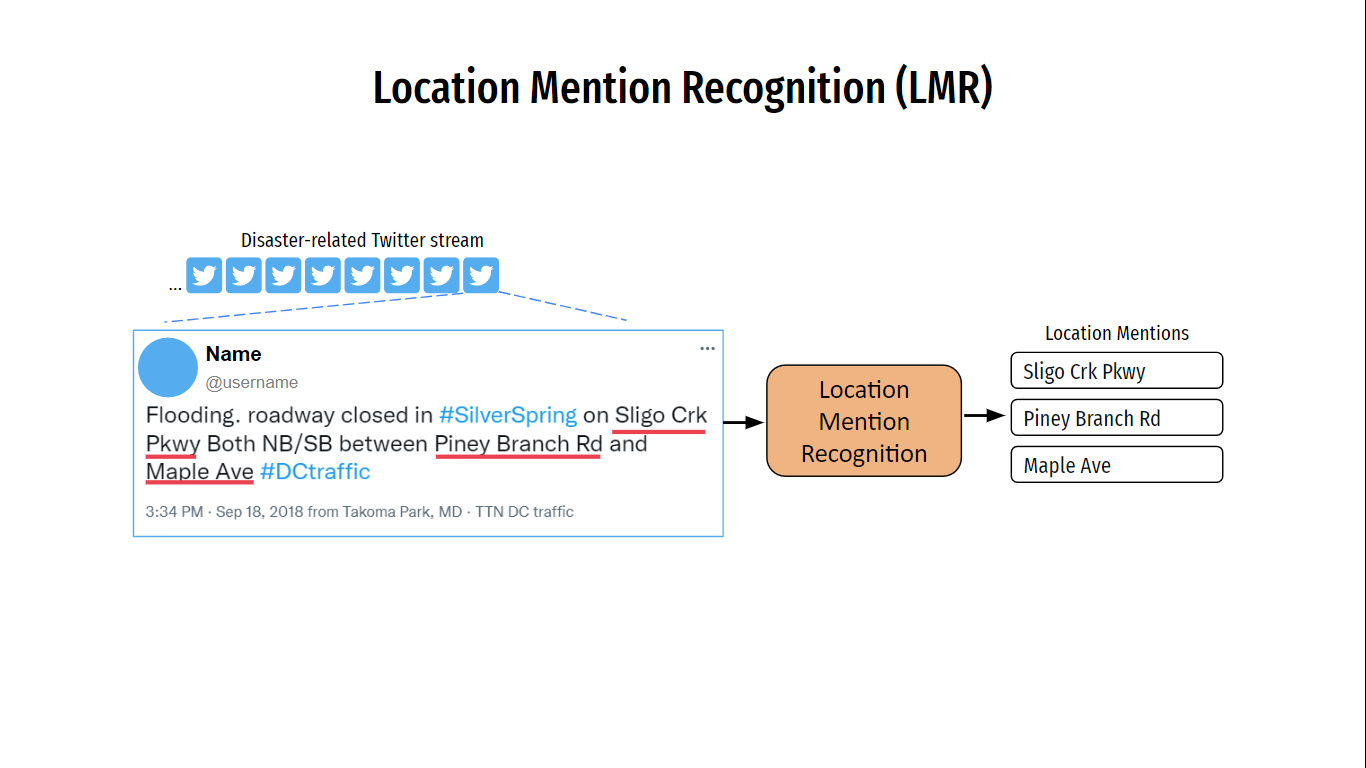 Location Mention Recognition (LMR)
Disaster-related Twitter stream
...
Name
@username
Flooding. roadway closed in #SilverSpring on Sligo Crk
Pkwy Both NB/SB between Piney Branch Rd and
Maple Ave #DCtraffic
3:34 PM · Sep 18, 2018 from Takoma Park, MD · TTN DC traffic
Location
Mention
Recognition
Location Mentions
Sligo Crk Pkwy
Piney Branch Rd
Maple Ave